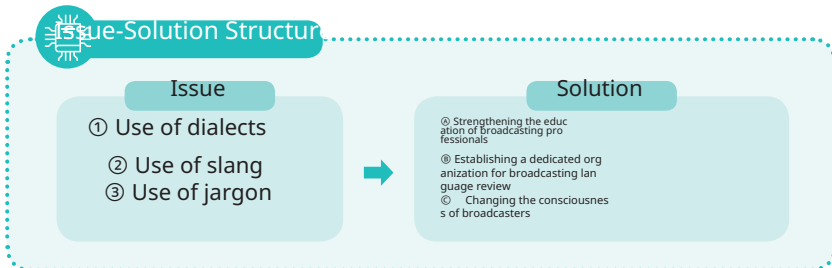 Issue-Solution Structure
Issue
① Use of dialects
② Use of slang
③ Use of jargon
Solution
Ⓐ Strengthening the educ
ation of broadcasting pro
fessionals
Ⓑ Establishing a dedicated org
anization for broadcasting lan
guage review
Ⓒ Changing the consciousnes
s of broadcasters